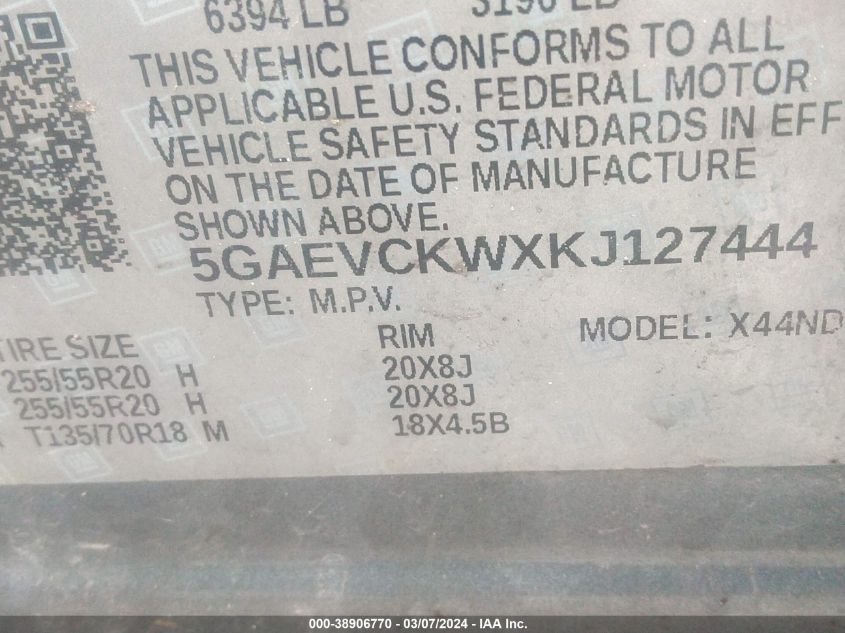 6394 LB 3196 LB
THIS VEHICLE CONFORMS TO ALL
APPLICABLE U.S. FEDERAL MOTOR
VEHICLE SAFETY STANDARDS IN EFF
ON THE DATE OF MANUFACTURE
SHOWN ABOVE.
5GAEVCKWXKJ127444
TYPE: M.P.V.
MODEL: X44ND
TIRE SIZE RIM
255/55R20 H 20X8J
255/55R20 H 20X8J
T135/70R18 M 18X4.5B
000-38906770 - 03/07/2024 - IAA Inc.